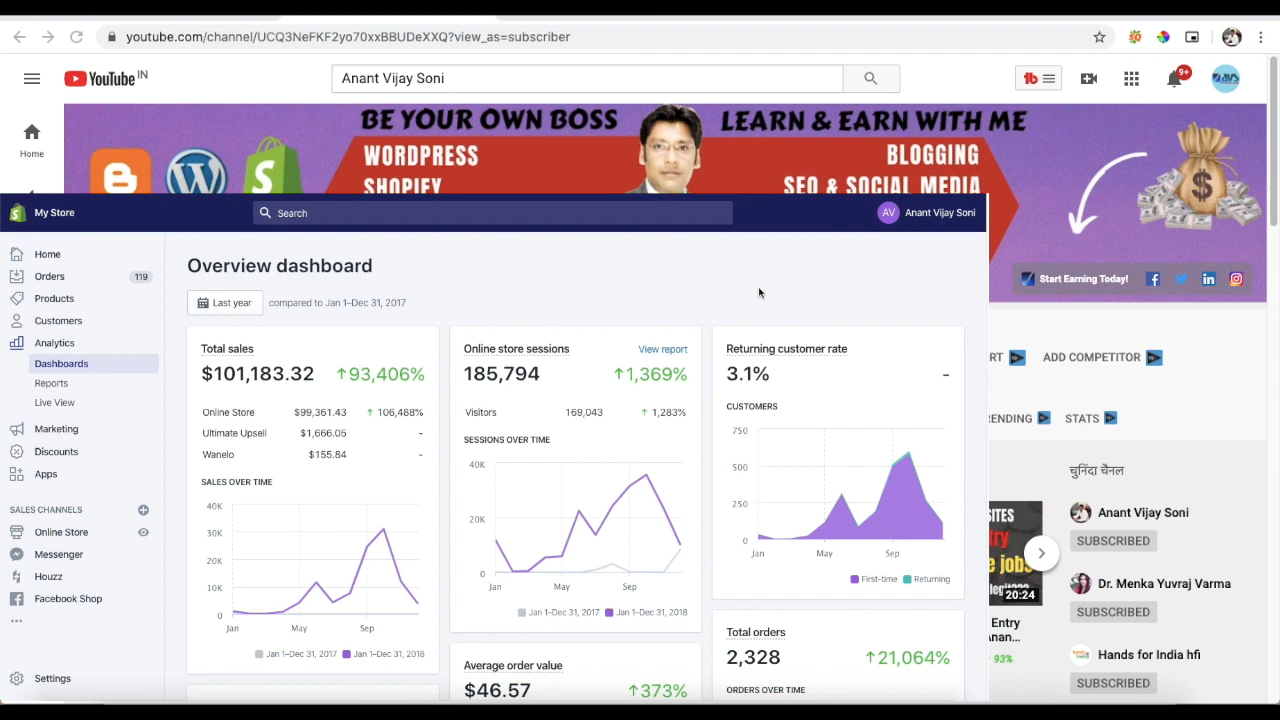 youtube.com/channel/UCQ3NeFKF2yo70xxBBUDeXXQ?view_as=subscriber
YouTube IN
Anant Vijay Soni
9+
Home
BE YOUR OWN BOSS
LEARN & EARN WITH ME
WORDPRESS
SHOPIFY
BLOGGING
SEO & SOCIAL MEDIA
Start Earning Today!
My Store
Search
AV
Anant Vijay Soni
Home
Orders
119
Products
Customers
Analytics
Dashboards
Reports
Live View
Marketing
Discounts
Apps
SALES CHANNELS
Online Store
Messenger
Houzz
Facebook Shop
Settings
Overview dashboard
Last year
compared to Jan 1–Dec 31, 2017
Total sales
$101,183.32 ↑93,406%
Online Store $99,361.43 ↑ 106,488%
Ultimate Upsell $1,666.05 -
Wanelo $155.84 -
SALES OVER TIME
40K
30K
20K
10K
0
Jan May Sep
Jan 1–Dec 31, 2017 Jan 1–Dec 31, 2018
Online store sessions
View report
185,794 ↑1,369%
Visitors 169,043 ↑ 1,283%
SESSIONS OVER TIME
40K
20K
0
Jan May Sep
Jan 1–Dec 31, 2017 Jan 1–Dec 31, 2018
Average order value
$46.57 ↑373%
Returning customer rate
3.1% -
CUSTOMERS
750
500
250
0
Jan May Sep
First-time Returning
Total orders
2,328 ↑21,064%
ORDERS OVER TIME
RT
ADD COMPETITOR
RENDING
STATS
चुनिंदा चैनल
SITES
ry
e jobs
legit???
20:24
Entry
Anan...
93%
Anant Vijay Soni
SUBSCRIBED
Dr. Menka Yuvraj Varma
SUBSCRIBED
Hands for India hfi
SUBSCRIBED